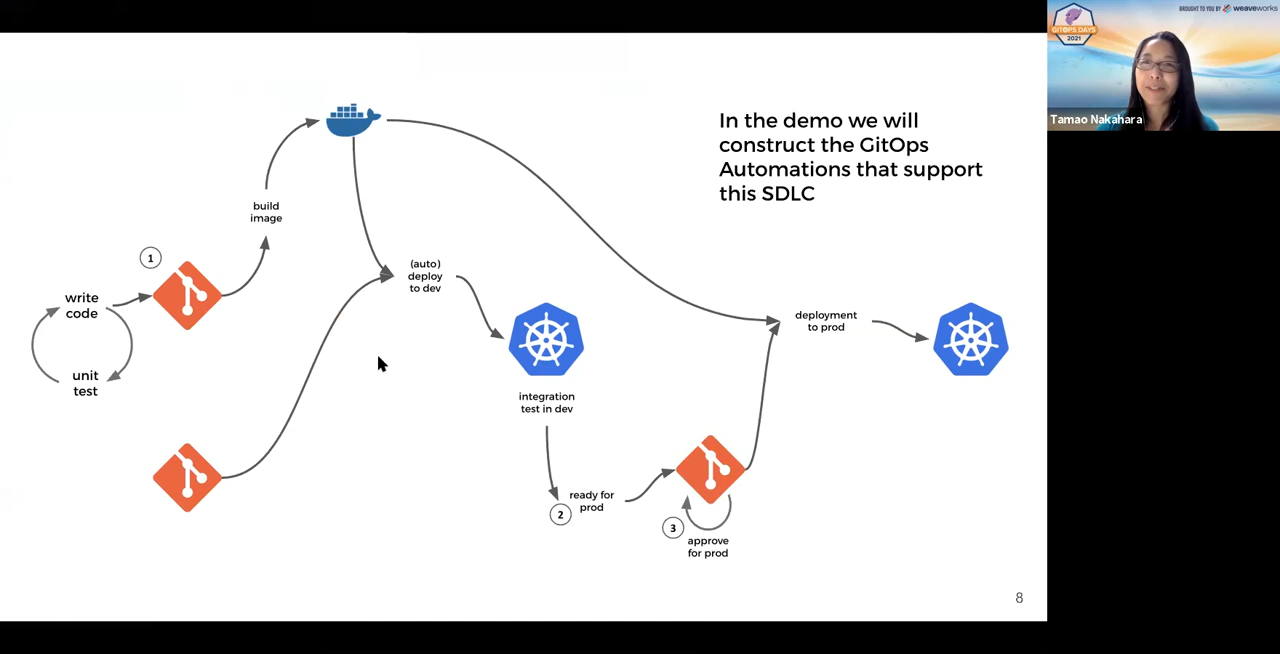 BROUGHT TO YOU BY weaveworks
GITOPS DAYS
2021
Tamao Nakahara
In the demo we will
construct the GitOps
Automations that support
this SDLC
build
image
1
write
code
unit
test
(auto)
deploy
to dev
integration
test in dev
2
ready for
prod
3
approve
for prod
deployment
to prod
8